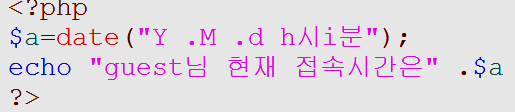 <?php
$a=date("Y .M .d h시i분");
echo "guest님 현재 접속시간은" .$a
?>